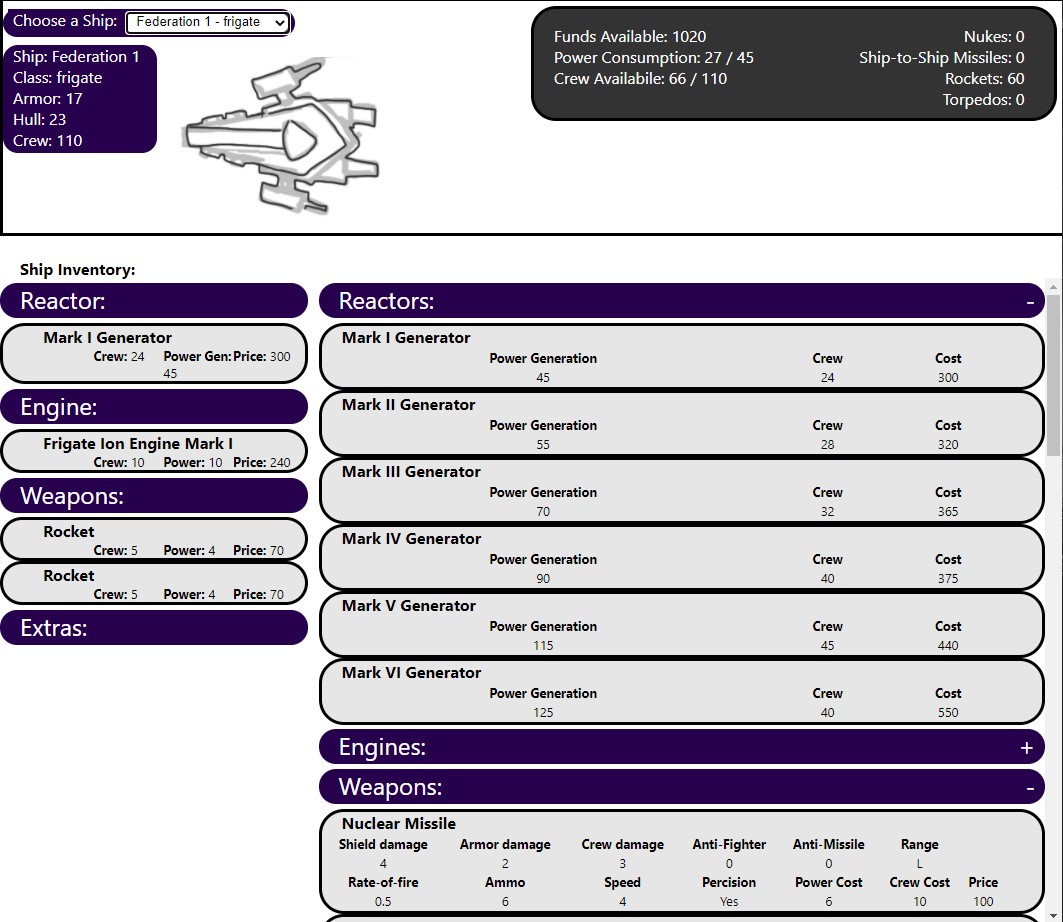 Choose a Ship: Federation 1 - frigate
Ship: Federation 1
Class: frigate
Armor: 17
Hull: 23
Crew: 110
Funds Available: 1020
Power Consumption: 27 / 45
Crew Availabile: 66 / 110
Nukes: 0
Ship-to-Ship Missiles: 0
Rockets: 60
Torpedos: 0
Ship Inventory:
Reactor:
Mark I Generator
Crew: 24 Power Gen: Price: 300
45
Engine:
Frigate Ion Engine Mark I
Crew: 10 Power: 10 Price: 240
Weapons:
Rocket
Crew: 5 Power: 4 Price: 70
Rocket
Crew: 5 Power: 4 Price: 70
Extras:
Reactors: -
Mark I Generator
Power Generation Crew Cost
45 24 300
Mark II Generator
Power Generation Crew Cost
55 28 320
Mark III Generator
Power Generation Crew Cost
70 32 365
Mark IV Generator
Power Generation Crew Cost
90 40 375
Mark V Generator
Power Generation Crew Cost
115 45 440
Mark VI Generator
Power Generation Crew Cost
125 40 550
Engines: +
Weapons: -
Nuclear Missile
Shield damage Armor damage Crew damage Anti-Fighter Anti-Missile Range
4 2 3 0 0 L
Rate-of-fire Ammo Speed Percision Power Cost Crew Cost Price
0.5 6 4 Yes 6 10 100